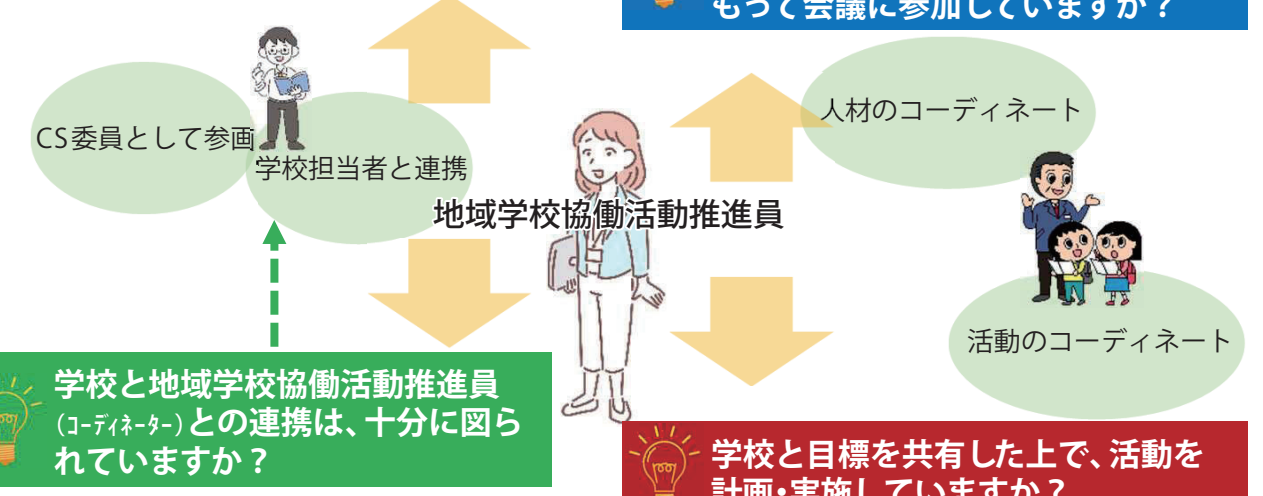 もって会議に参加していますか？
人材のコーディネート
CS委員として参画
学校担当者と連携
地域学校協働活動推進員
活動のコーディネート
学校と地域学校協働活動推進員
（ｺｰﾃﾞｨﾈｰﾀｰ）との連携は、十分に図ら
れていますか？
学校と目標を共有した上で、活動を
計画・実施していますか？